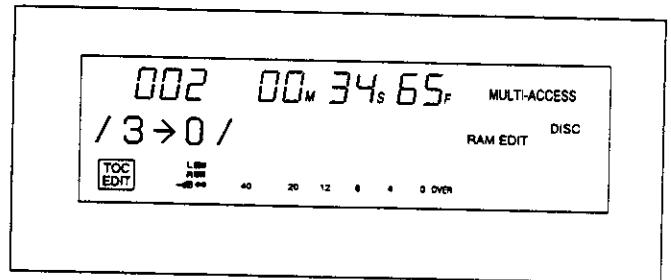 002 00M 34S 65F MULTI-ACCESS
/ 3→0 / RAM EDIT DISC
TOC EDIT
L
R
-dB ∞ 40 20 12 8 4 0 OVER